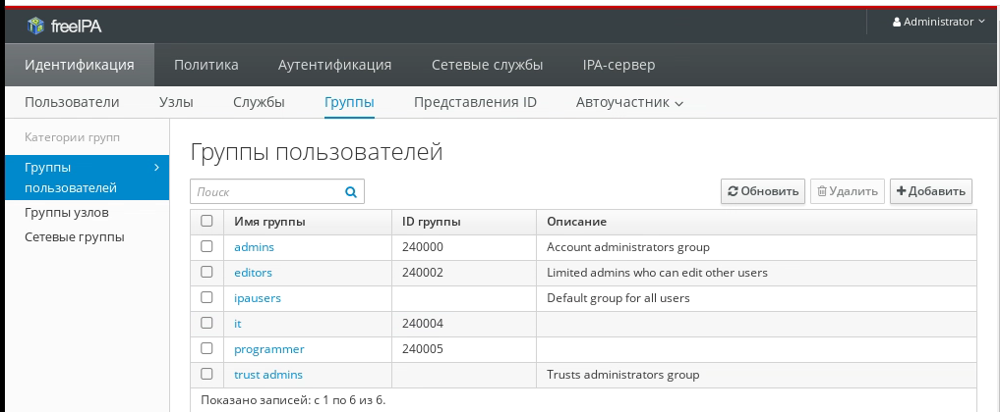 freeIPA
Administrator
Идентификация Политика Аутентификация Сетевые службы IPA-сервер
Пользователи Узлы Службы Группы Представления ID Автоучастник
Категории групп
Группы пользователей
Группы узлов
Сетевые группы
Группы пользователей
Поиск Обновить Удалить Добавить
Имя группы ID группы Описание
admins 240000 Account administrators group
editors 240002 Limited admins who can edit other users
ipausers Default group for all users
it 240004
programmer 240005
trust admins Trusts administrators group
Показано записей: с 1 по 6 из 6.